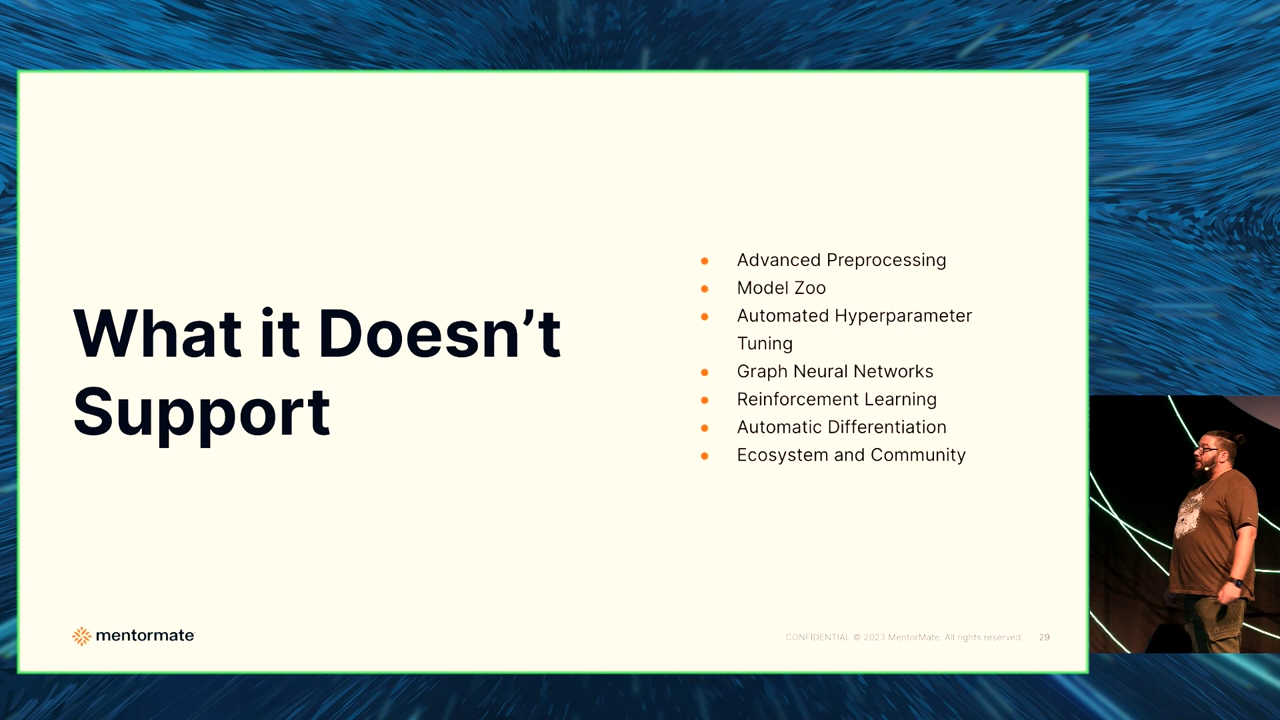 What it Doesn’t
Support
Advanced Preprocessing
Model Zoo
Automated Hyperparameter
Tuning
Graph Neural Networks
Reinforcement Learning
Automatic Differentiation
Ecosystem and Community
mentormate
CONFIDENTIAL © 2023 MentorMate. All rights reserved.
29